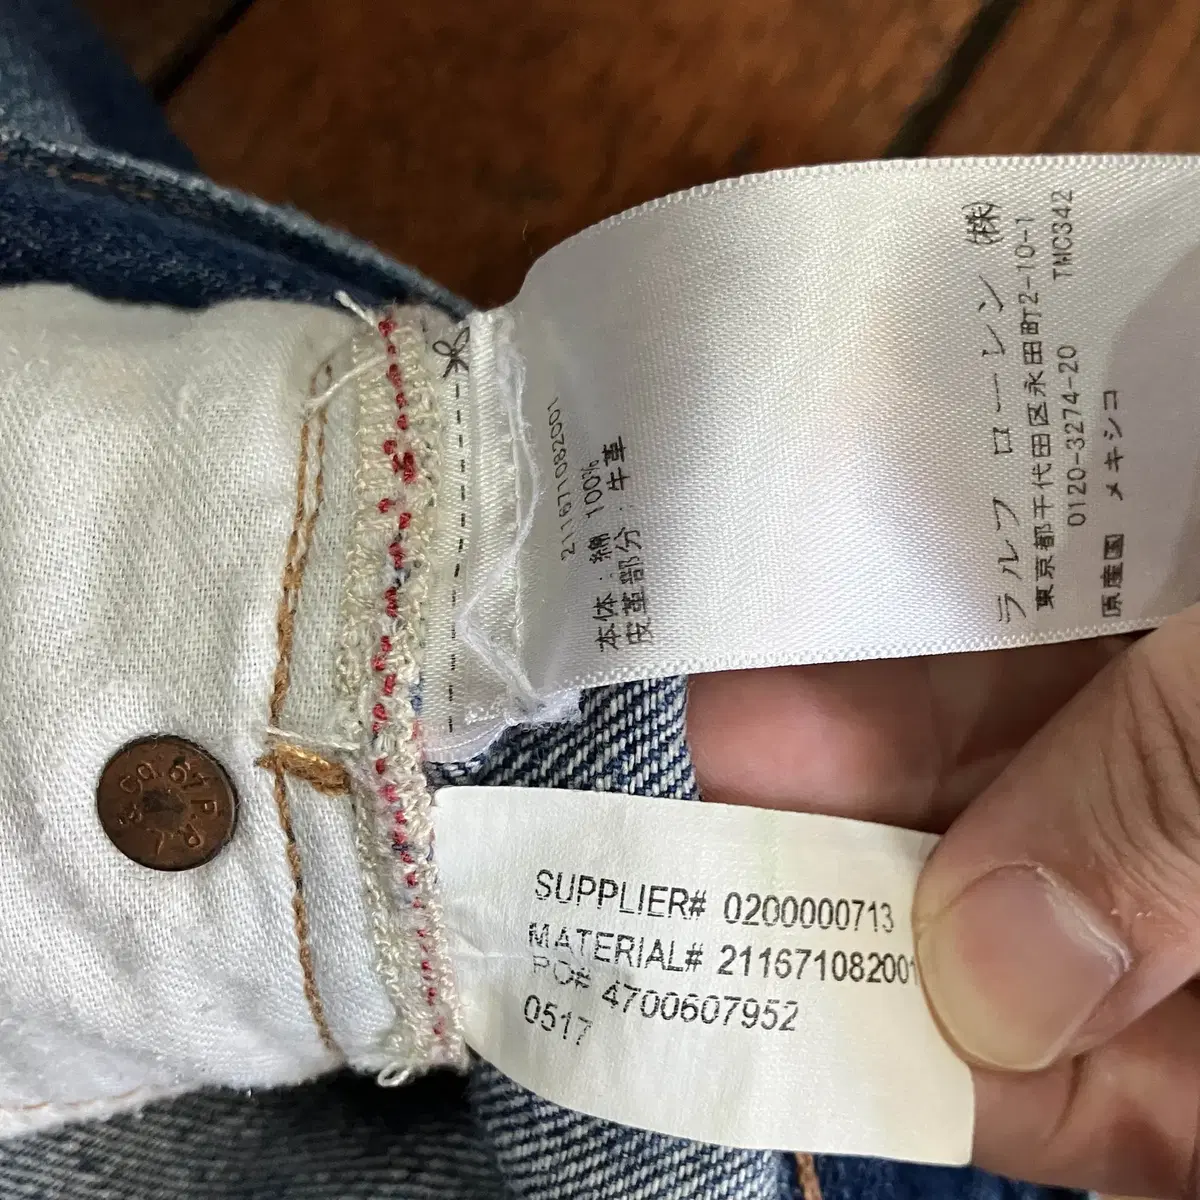 211671082001
本体:綿 100%
皮革部分:牛革
ラルフ ローレン (株)
東京都千代田区永田町2-10-1
0120-3274-20 TMC342
原産国 メキシコ
SUPPLIER# 0200000713
MATERIAL# 211671082001
PO# 4700607952
0517
Co. 67 P.R.L